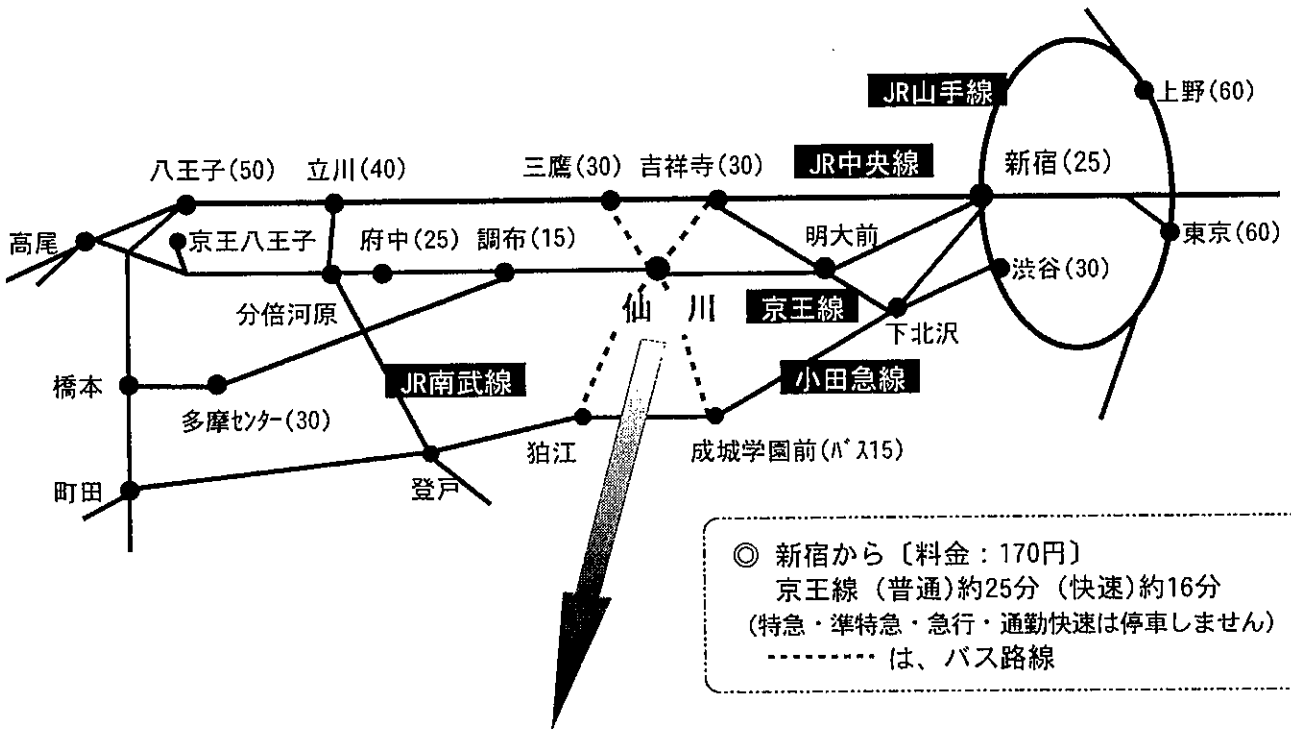 JR山手線
上野(60)
八王子(50)
立川(40)
三鷹(30)
吉祥寺(30)
JR中央線
新宿(25)
高尾
京王八王子
府中(25)
調布(15)
明大前
東京(60)
渋谷(30)
分倍河原
仙川
京王線
下北沢
橋本
JR南武線
小田急線
多摩センター(30)
狛江
成城学園前(バス15)
町田
登戸
◎ 新宿から〔料金:170円〕
京王線 (普通)約25分 (快速)約16分
(特急・準特急・急行・通勤快速は停車しません)
は、バス路線